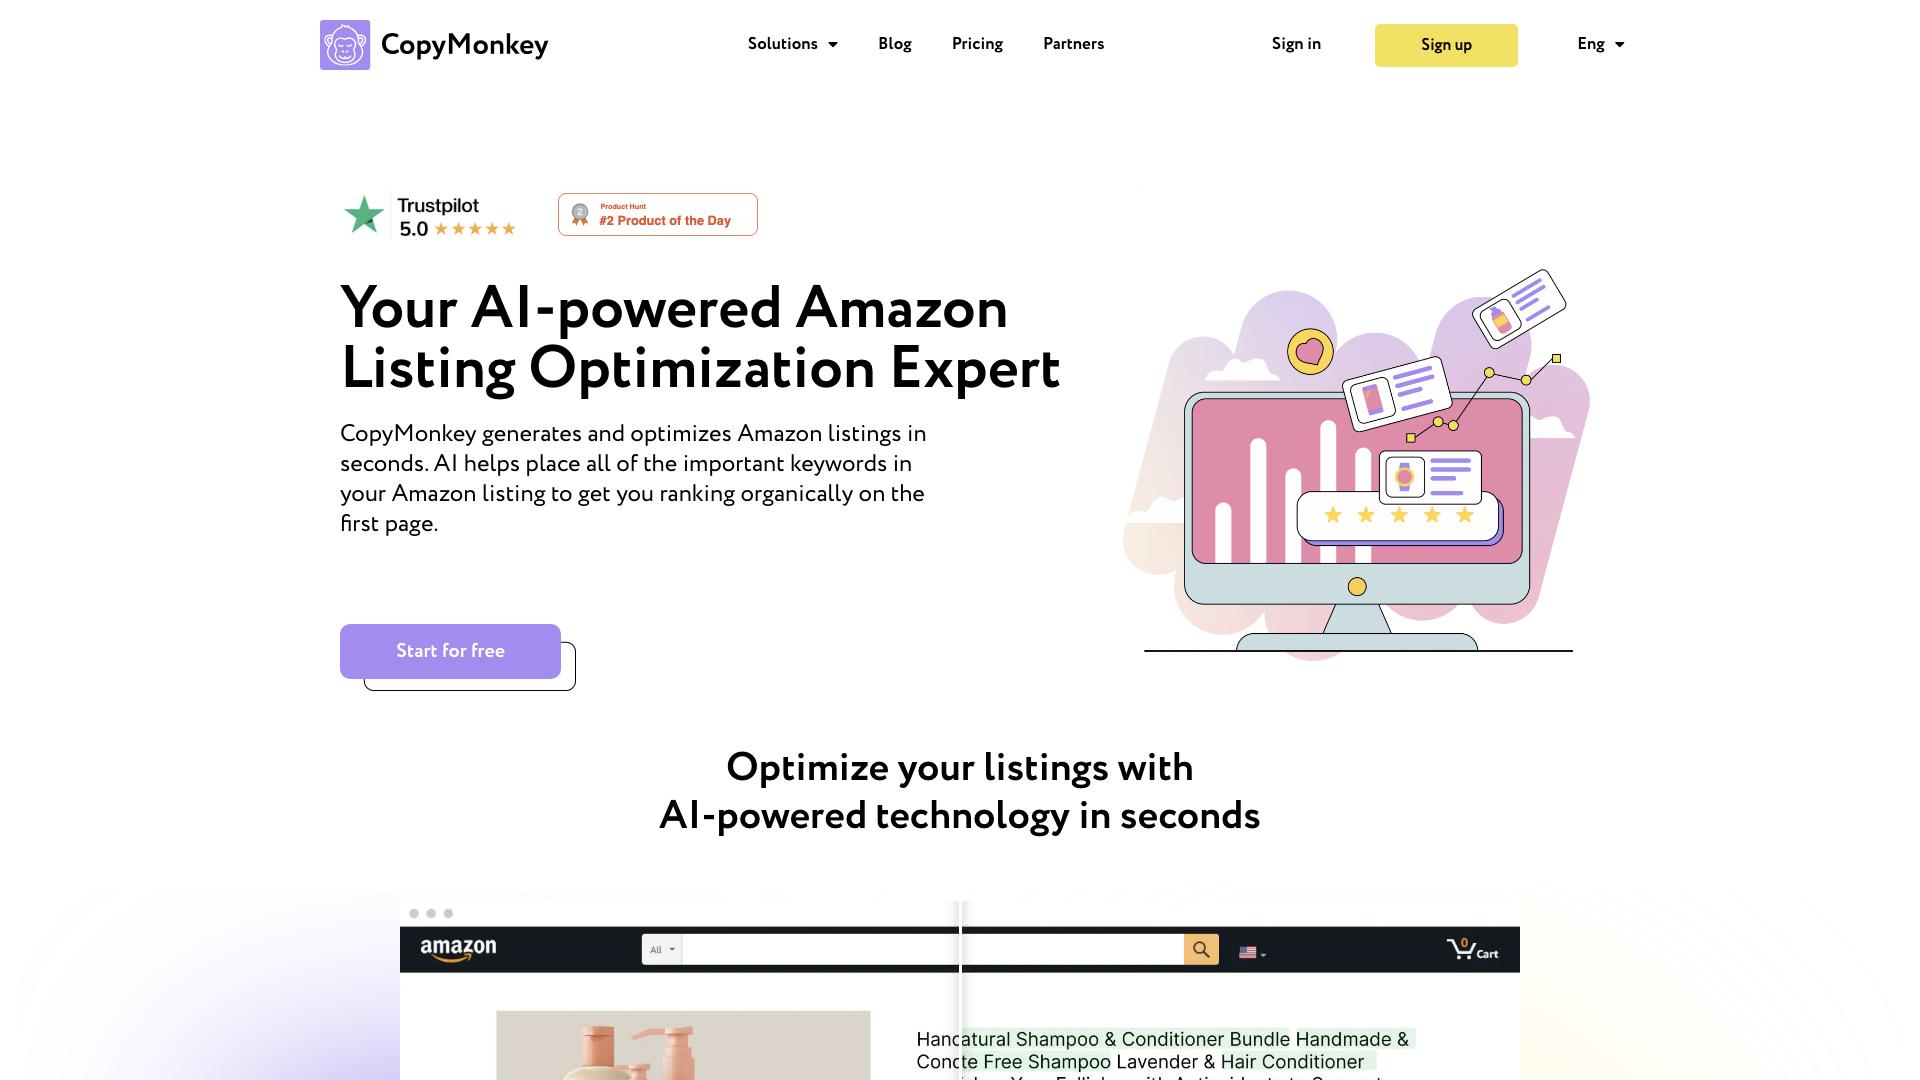 CopyMonkey
Solutions
Blog
Pricing
Partners
Sign in
Sign up
Eng
Trustpilot
5.0
2
Product Hunt
#2 Product of the Day
Your AI-powered Amazon
Listing Optimization Expert
CopyMonkey generates and optimizes Amazon listings in
seconds. AI helps place all of the important keywords in
your Amazon listing to get you ranking organically on the
first page.
Start for free
Optimize your listings with
AI-powered technology in seconds
amazon
All
0
Cart
Hancatural Shampoo & Conditioner Bundle Handmade &
Concte Free Shampoo Lavender & Hair Conditioner